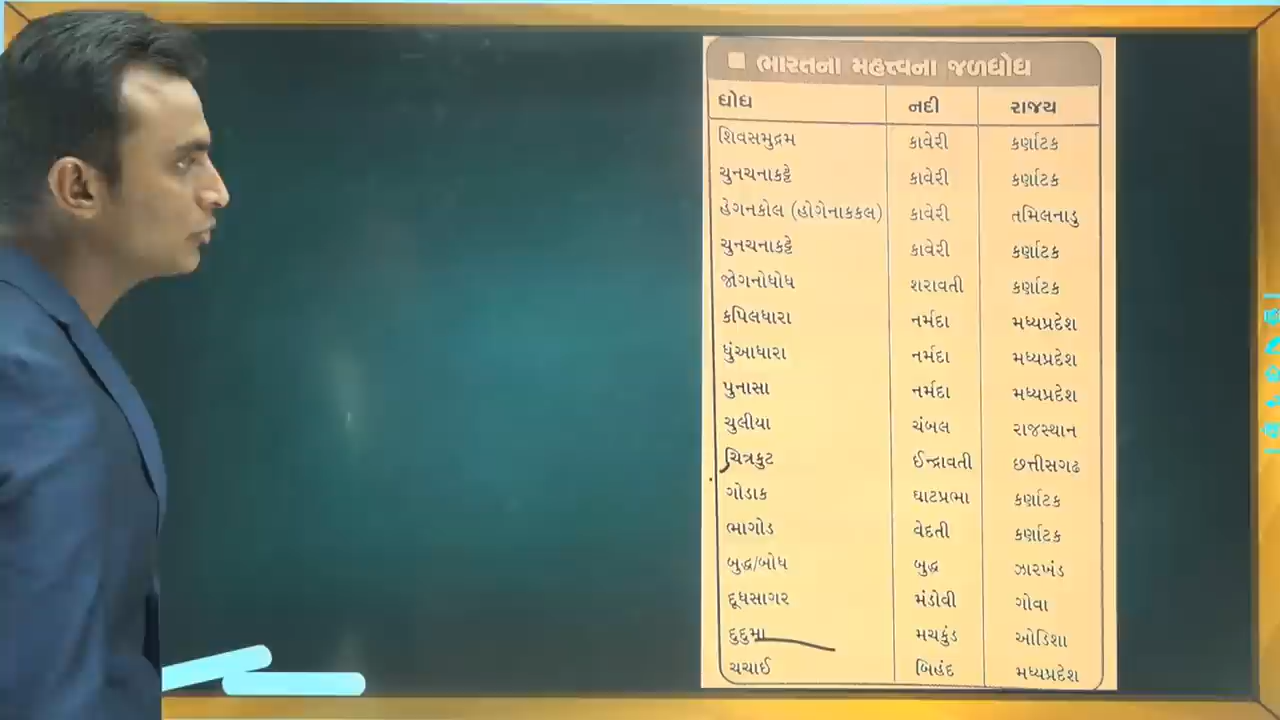 ભારતના મહત્ત્વના જળધોધ
ધોધ નદી રાજ્ય
શિવસમુદ્રમ કાવેરી કર્ણાટક
ચુનચનાકટ્ટે કાવેરી કર્ણાટક
હેગનકોલ (હોગેનાકકલ) કાવેરી તમિલનાડુ
ચુનચનાકટ્ટે કાવેરી કર્ણાટક
જોગનોધોધ શરાવતી કર્ણાટક
કપિલધારા નર્મદા મધ્યપ્રદેશ
ધુંઆધારા નર્મદા મધ્યપ્રદેશ
પુનાસા નર્મદા મધ્યપ્રદેશ
ચુલીયા ચંબલ રાજસ્થાન
ચિત્રકુટ ઈન્દ્રાવતી છત્તીસગઢ
ગોડાક ઘાટપ્રભા કર્ણાટક
ભાગોડ વેદતી કર્ણાટક
બુદ્ધ/બોધ બુદ્ધ ઝારખંડ
દૂધસાગર મંડોવી ગોવા
દુદુમા મચકુંડ ઓડિશા
ચચાઈ બિહંદ મધ્યપ્રદેશ